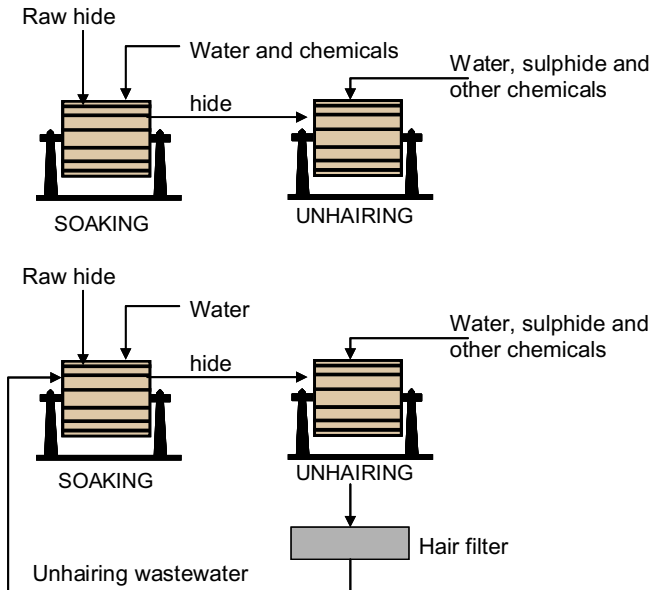 Raw hide
Water and chemicals
Water, sulphide and
other chemicals
hide
SOAKING
UNHAIRING
Raw hide
Water
Water, sulphide and
other chemicals
hide
SOAKING
UNHAIRING
Hair filter
Unhairing wastewater